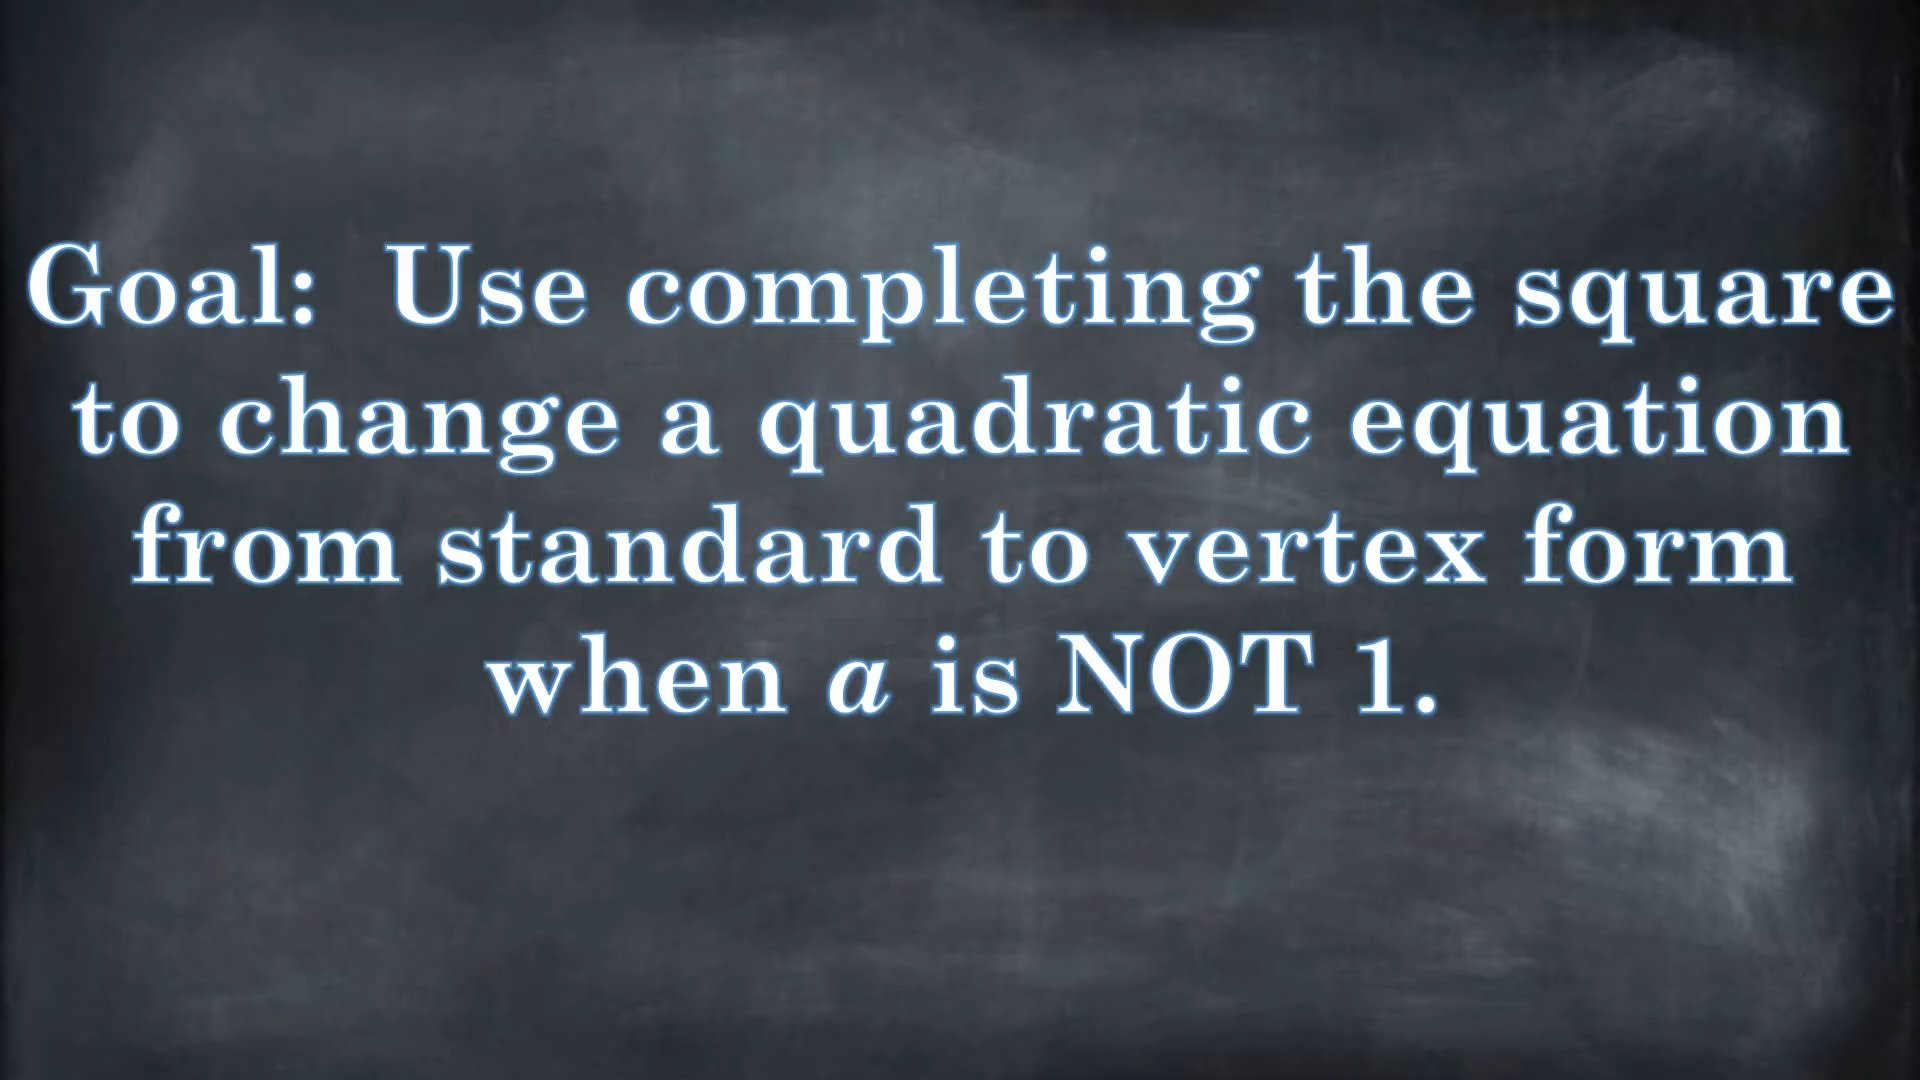 Goal:  Use completing the square
to change a quadratic equation
from standard to vertex form
when a is NOT 1.